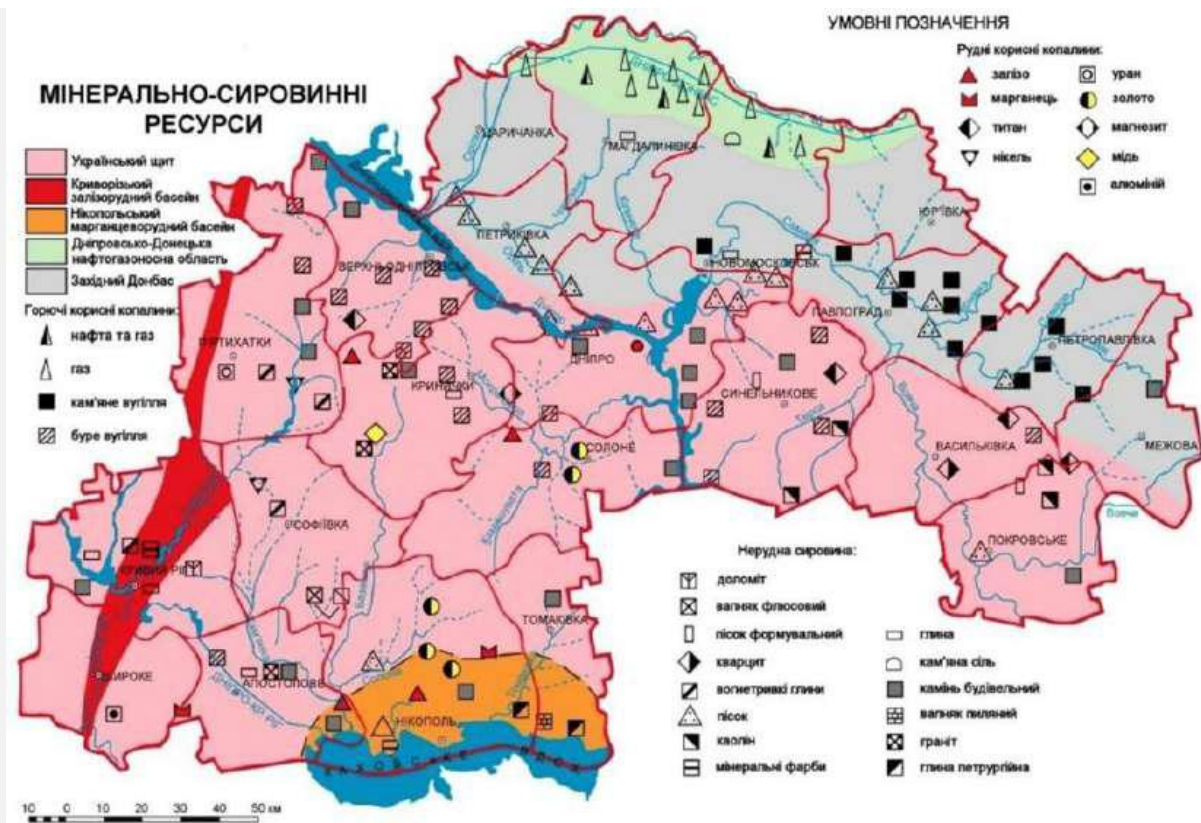 УМОВНІ ПОЗНАЧЕННЯ
Рудні корисні копалини:
залізо
марганець
титан
нікель
уран
золото
магнезит
мідь
алюміній
МІНЕРАЛЬНО-СИРОВИННІ
РЕСУРСИ
Український щит
Криворізький
залізорудний басейн
Нікопольський
марганцеворудний басейн
Дніпровсько-Донецька
нафтогазоносна область
Західний Донбас
Горючі корисні копалини:
нафта та газ
газ
кам'яне вугілля
буре вугілля
ЦАРИЧАНКА
МАГДАЛИНІВКА
ЮР'ЇВКА
ПЕТРИКІВКА
НОВОМОСКОВСЬК
ВЕРХНЬОДНІПРОВСЬК
ПАВЛОГРАД
ПЕТРОПАВЛІВКА
П'ЯТИХАТКИ
ДНІПРО
КРИНИЧКИ
СИНЕЛЬНИКОВЕ
ВАСИЛЬКІВКА
МЕЖОВА
СОЛОНЕ
СОФІЇВКА
Вовча
ПОКРОВСЬКЕ
КРИВИЙ РІГ
ТОМАКІВКА
ШИРОКЕ
АПОСТОЛОВЕ
НІКОПОЛЬ
КАХОВСЬКЕ ВДСХ
Нерудна сировина:
доломіт
вапняк флюсовий
пісок формувальний
кварцит
вогнетривкі глини
пісок
каолін
мінеральні фарби
глина
кам'яна сіль
камінь будівельний
вапняк пиляний
граніт
глина петрургійна
10 0 10 20 30 40 50 км